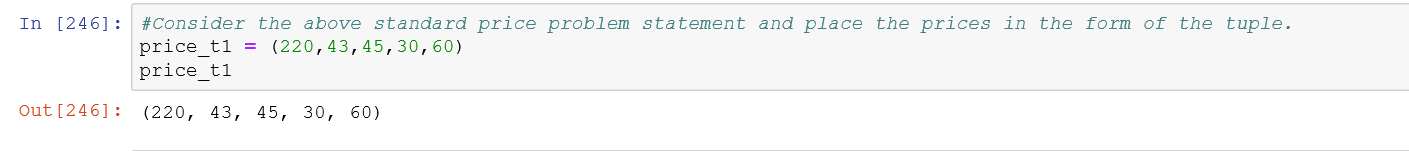 In [246]: #Consider the above standard price problem statement and place the prices in the form of the tuple.
price_t1 = (220,43,45,30,60)
price_t1
Out[246]: (220, 43, 45, 30, 60)